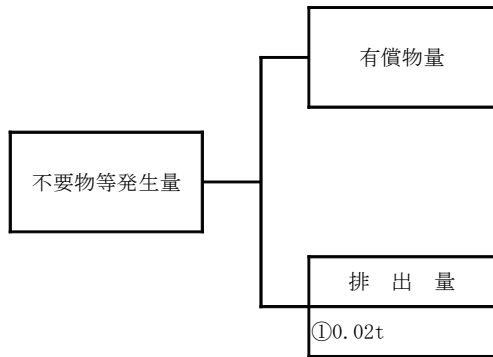 有償物量
不要物等発生量
排　出　量
①0.02t